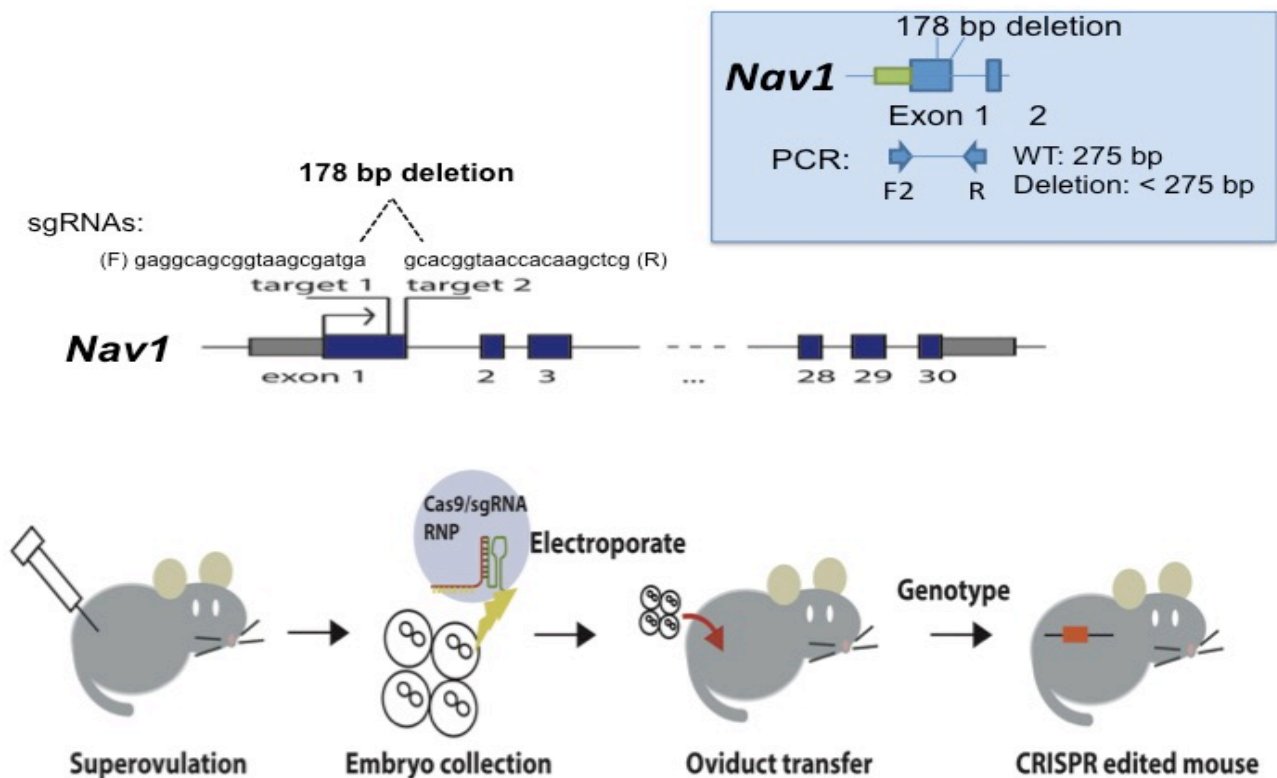 178 bp deletion
Nav1
Exon 1 2
PCR:
WT: 275 bp
F2 R
Deletion: < 275 bp
178 bp deletion
sgRNAs:
(F) gaggcagcggtaagcgatga gcacggtaaccacaagctcg (R)
target 1 target 2
Nav1
exon 1 2 3 ... 28 29 30
Cas9/sgRNA
RNP
Electroporate
Genotype
Superovulation Embryo collection Oviduct transfer CRISPR edited mouse